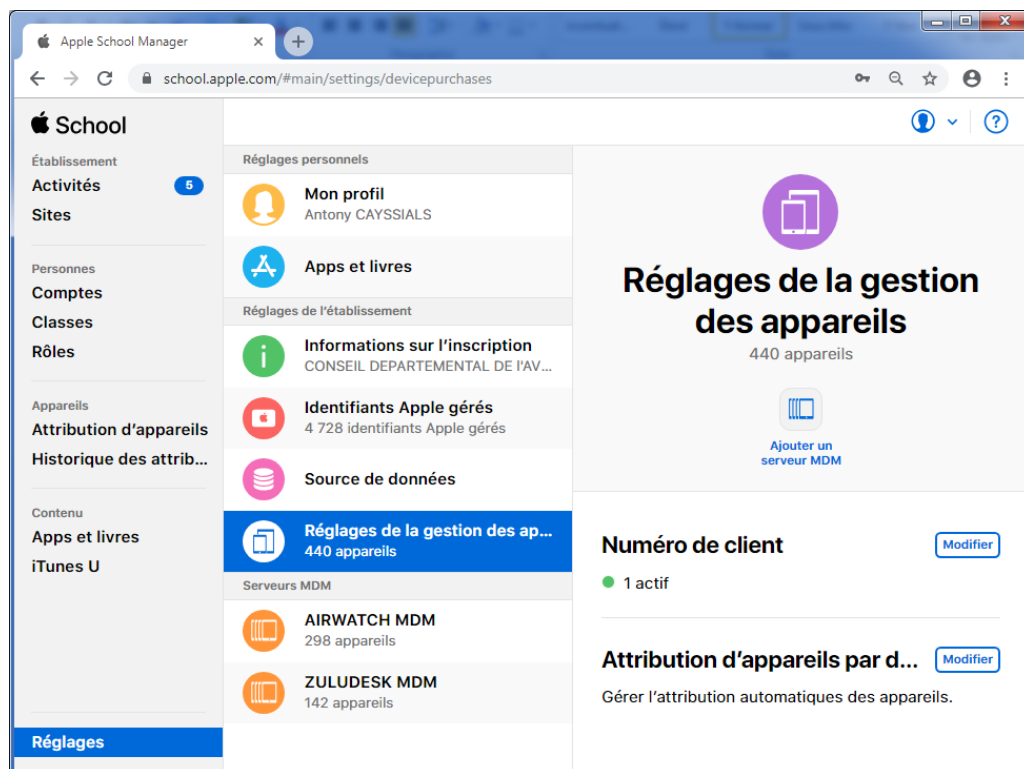 Apple School Manager
school.apple.com/#main/settings/devicepurchases
School
Établissement
Activités 5
Sites
Personnes
Comptes
Classes
Rôles
Appareils
Attribution d'appareils
Historique des attrib...
Contenu
Apps et livres
iTunes U
Réglages
Réglages personnels
Mon profil
Antony CAYSSIALS
Apps et livres
Réglages de l'établissement
Informations sur l'inscription
CONSEIL DEPARTEMENTAL DE l'AV...
Identifiants Apple gérés
4 728 identifiants Apple gérés
Source de données
Réglages de la gestion des ap...
440 appareils
Serveurs MDM
AIRWATCH MDM
298 appareils
ZULUDESK MDM
142 appareils
Réglages de la gestion
des appareils
440 appareils
Ajouter un
serveur MDM
Numéro de client Modifier
1 actif
Attribution d'appareils par d... Modifier
Gérer l'attribution automatiques des appareils.